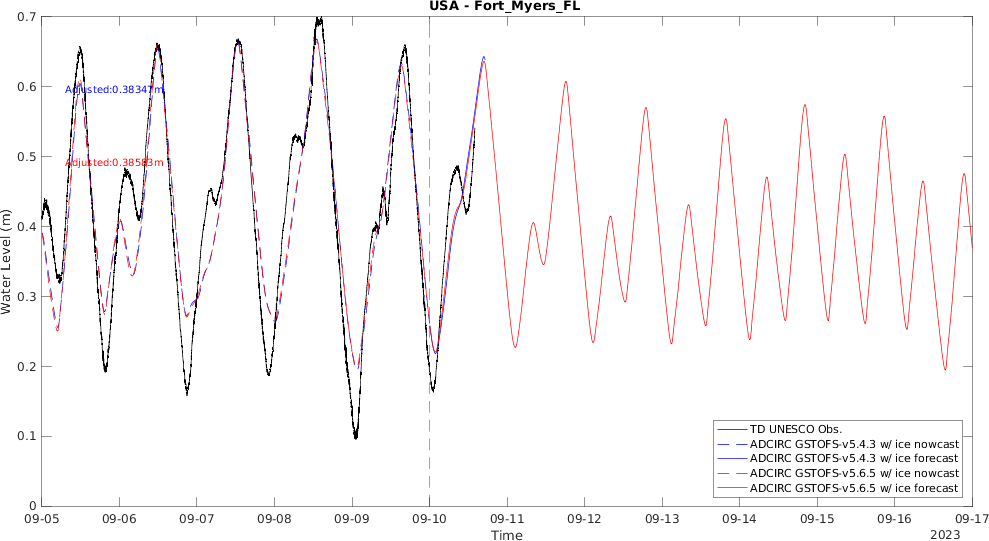 USA - Fort_Myers_FL
0.7
0.6
0.5
0.4
0.3
0.2
0.1
0
Water Level (m)
Adjusted:0.38347m
Adjusted:0.38583m
TD UNESCO Obs.
ADCIRC GSTOFS-v5.4.3 w/ ice nowcast
ADCIRC GSTOFS-v5.4.3 w/ ice forecast
ADCIRC GSTOFS-v5.6.5 w/ ice nowcast
ADCIRC GSTOFS-v5.6.5 w/ ice forecast
09-05 09-06 09-07 09-08 09-09 09-10 09-11 09-12 09-13 09-14 09-15 09-16 09-17
Time
2023